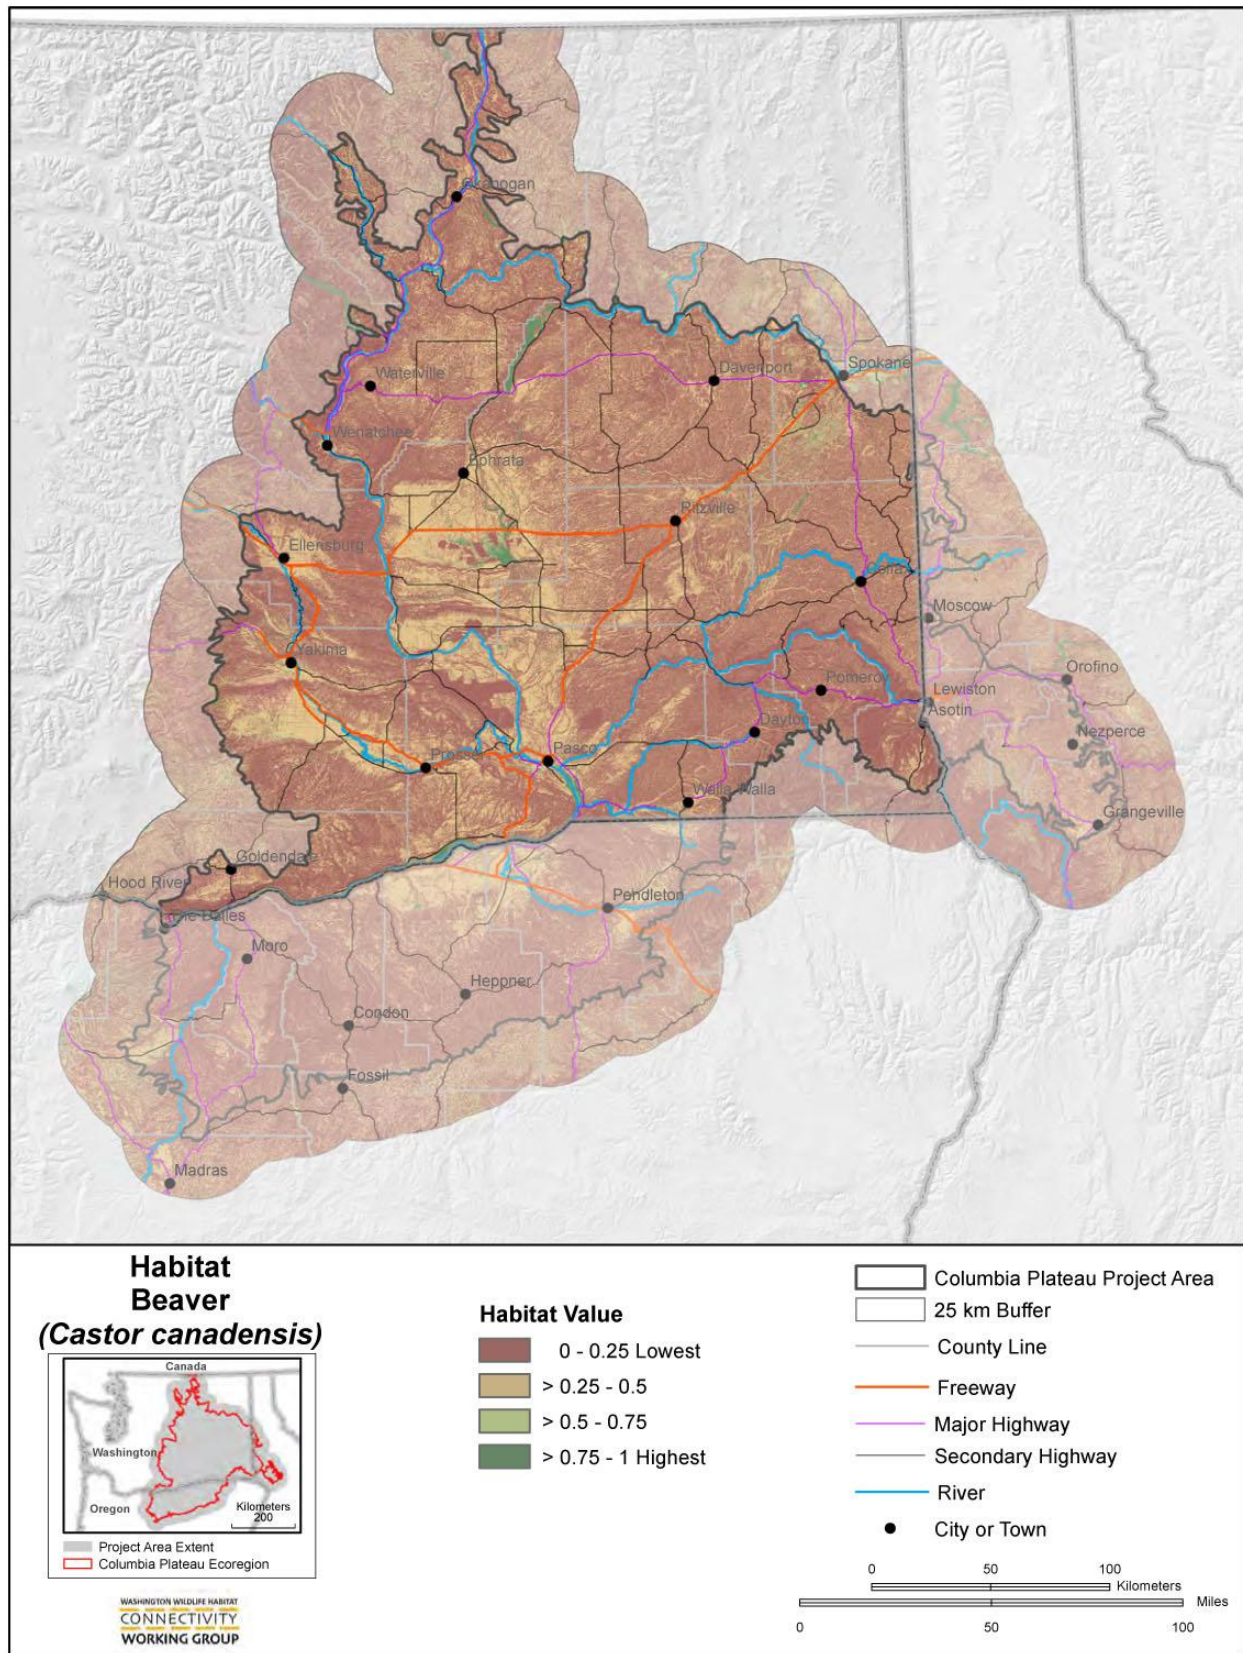 Okanogan
Spokane
Davenport
Waterville
Wenatchee
Ephrata
Ritzville
Ellensburg
Colfax
Moscow
Yakima
Orofino
Pomeroy
Lewiston
Asotin
Dayton
Nezperce
Pasco
Prosser
Walla Walla
Grangeville
Goldendale
Hood River
Pendleton
The Dalles
Moro
Heppner
Condon
Fossil
Madras
Habitat
Beaver
(Castor canadensis)
Canada
Washington
Oregon
Kilometers
200
Project Area Extent
Columbia Plateau Ecoregion
WASHINGTON WILDLIFE HABITAT
CONNECTIVITY
WORKING GROUP
Habitat Value
0 - 0.25 Lowest
> 0.25 - 0.5
> 0.5 - 0.75
> 0.75 - 1 Highest
Columbia Plateau Project Area
25 km Buffer
County Line
Freeway
Major Highway
Secondary Highway
River
City or Town
0 50 100
Kilometers
Miles
0 50 100